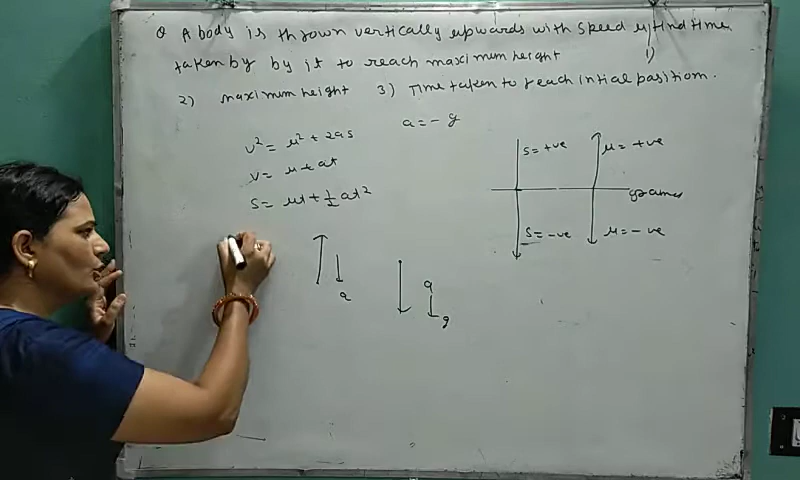 Q A body is thrown vertically upwards with speed u, find time
taken by by it to reach maximum height 1)
2) maximum height 3) Time taken to reach intial position.
a = - g
v² = u² + 2as
v = u + at
s = ut + ½ at²
s = +ve u = +ve
s = -ve u = - ve
a
a
g